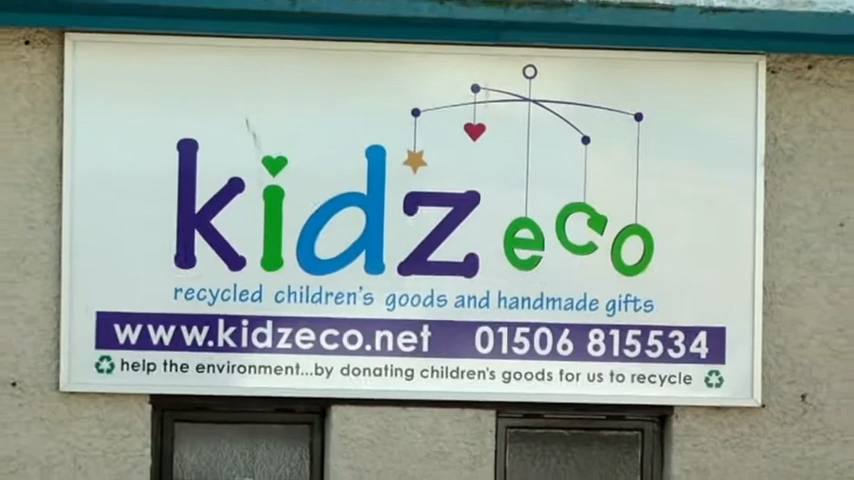 kidz eco
recycled children's goods and handmade gifts
www.kidzeco.net 01506 815534
help the environment...by donating children's goods for us to recycle